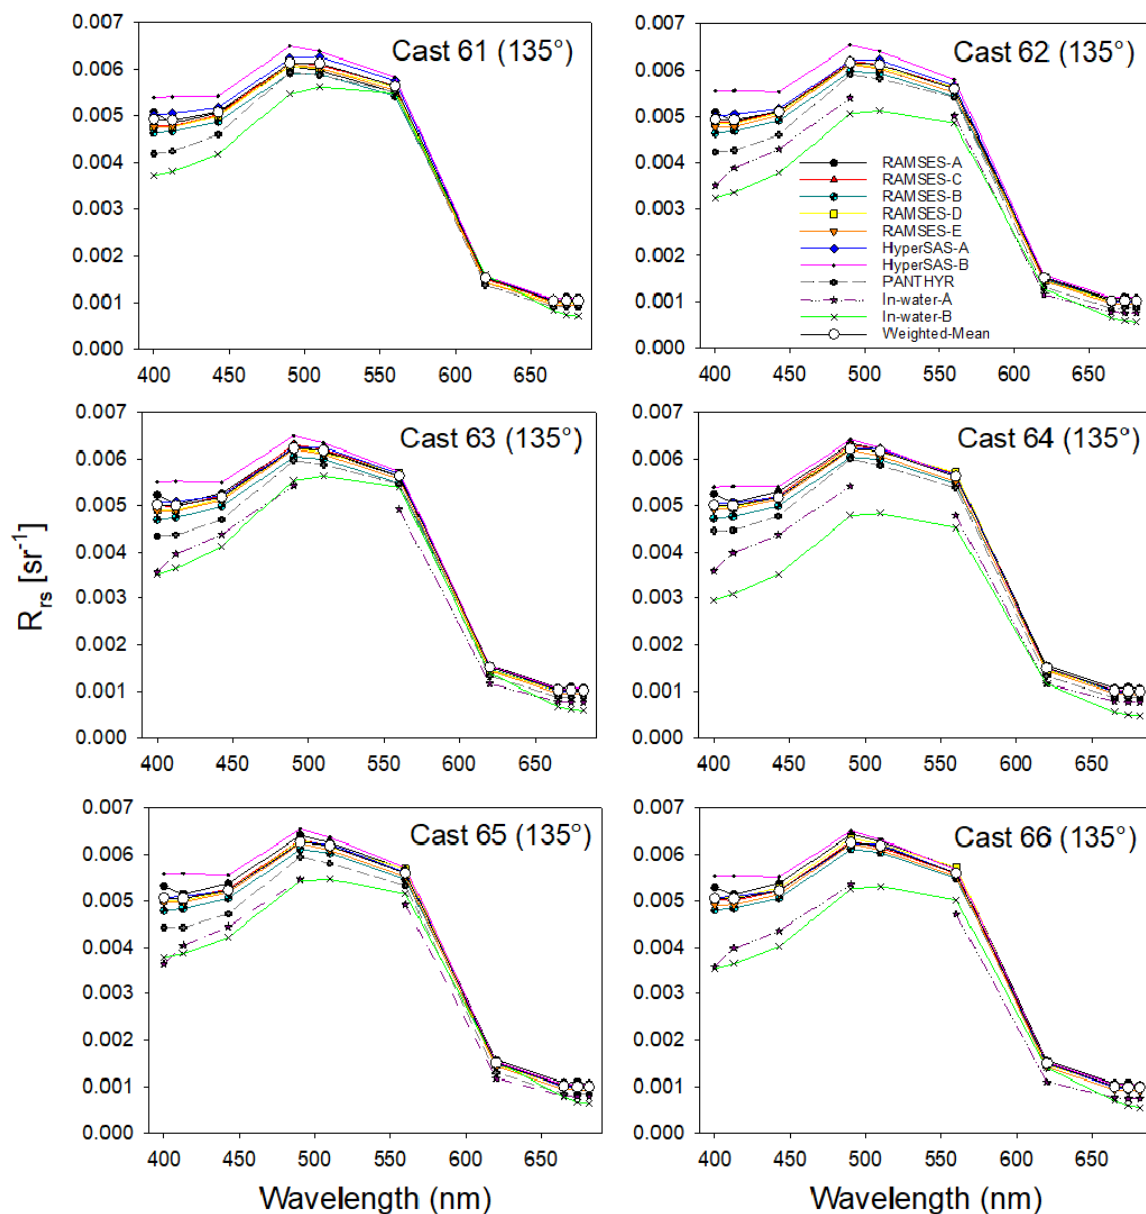 0.007
0.006
0.005
0.004
0.003
0.002
0.001
0.000
Cast 61 (135°)
400 450 500 550 600 650
0.007
0.006
0.005
0.004
0.003
0.002
0.001
0.000
Cast 62 (135°)
RAMSES-A
RAMSES-C
RAMSES-B
RAMSES-D
RAMSES-E
HyperSAS-A
HyperSAS-B
PANTHYR
In-water-A
In-water-B
Weighted-Mean
400 450 500 550 600 650
0.007
0.006
0.005
0.004
0.003
0.002
0.001
0.000
Cast 63 (135°)
400 450 500 550 600 650
0.007
0.006
0.005
0.004
0.003
0.002
0.001
0.000
Cast 64 (135°)
400 450 500 550 600 650
Rrs [sr-1]
0.007
0.006
0.005
0.004
0.003
0.002
0.001
0.000
Cast 65 (135°)
400 450 500 550 600 650
Wavelength (nm)
0.007
0.006
0.005
0.004
0.003
0.002
0.001
0.000
Cast 66 (135°)
400 450 500 550 600 650
Wavelength (nm)